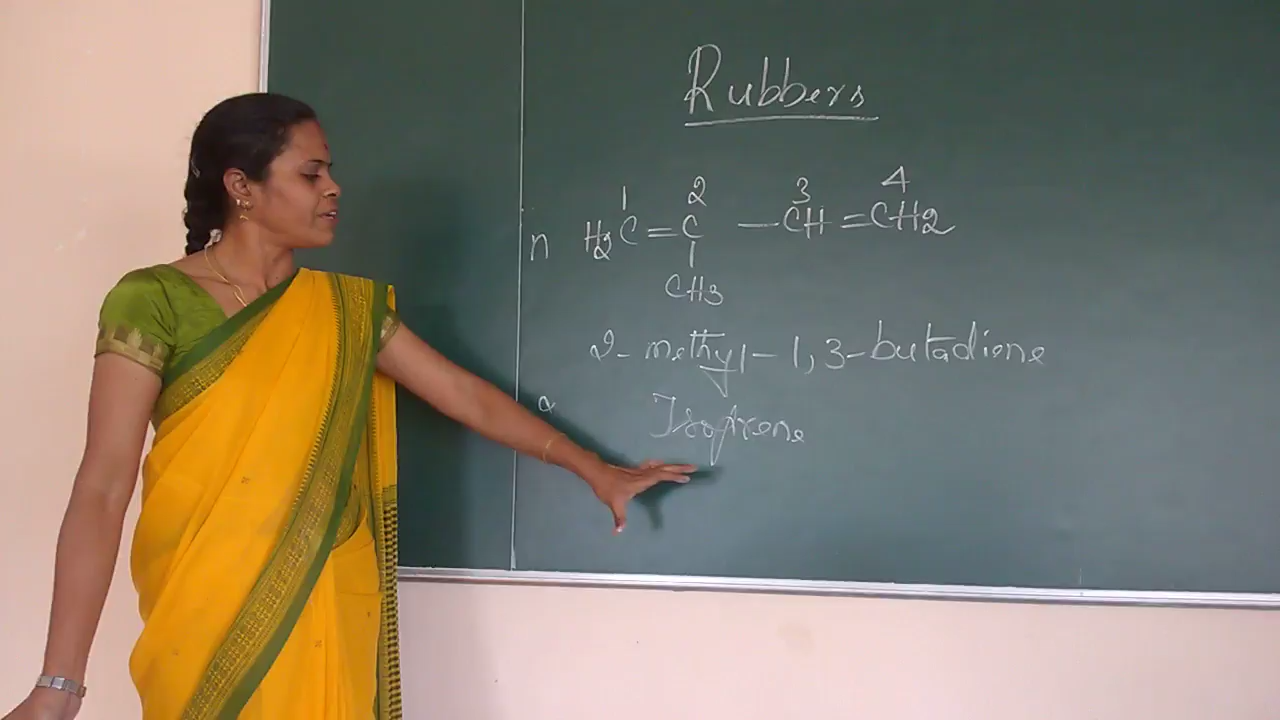 Rubbers
1 2 3 4
n H2C=C—CH=CH2
|
CH3
2-methyl-1,3-butadiene
Isoprene